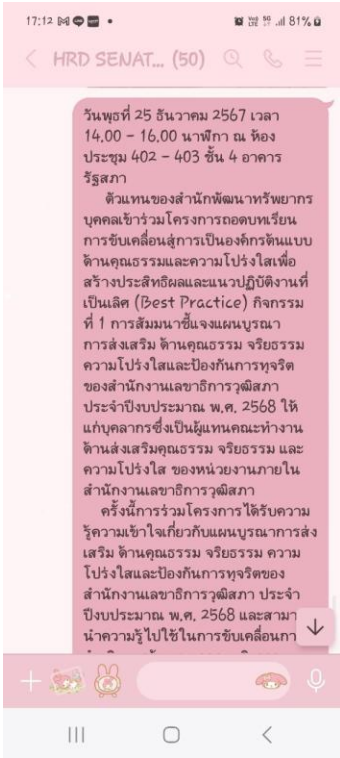 17:12
81%
HRD SENAT... (50)
วันพุธที่ 25 ธันวาคม 2567 เวลา
14.00 - 16.00 นาฬิกา ณ ห้อง
ประชุม 402 - 403 ชั้น 4 อาคาร
รัฐสภา
ตัวแทนของสำนักพัฒนาทรัพยากร
บุคคลเข้าร่วมโครงการถอดบทเรียน
การขับเคลื่อนสู่การเป็นองค์กรต้นแบบ
ด้านคุณธรรมและความโปร่งใสเพื่อ
สร้างประสิทธิผลและแนวปฏิบัติงานที่
เป็นเลิศ (Best Practice) กิจกรรม
ที่ 1 การสัมมนาชี้แจงแผนบูรณา
การส่งเสริม ด้านคุณธรรม จริยธรรม
ความโปร่งใสและป้องกันการทุจริต
ของสำนักงานเลขาธิการวุฒิสภา
ประจำปีงบประมาณ พ.ศ. 2568 ให้
แก่บุคลากรซึ่งเป็นผู้แทนคณะทำงาน
ด้านส่งเสริมคุณธรรม จริยธรรม และ
ความโปร่งใส ของหน่วยงานภายใน
สำนักงานเลขาธิการวุฒิสภา
ครั้งนี้การร่วมโครงการได้รับความ
รู้ความเข้าใจเกี่ยวกับแผนบูรณาการส่ง
เสริม ด้านคุณธรรม จริยธรรม ความ
โปร่งใสและป้องกันการทุจริตของ
สำนักงานเลขาธิการวุฒิสภา ประจำ
ปีงบประมาณ พ.ศ. 2568 และสามา
นำความรู้ไปใช้ในการขับเคลื่อนกา